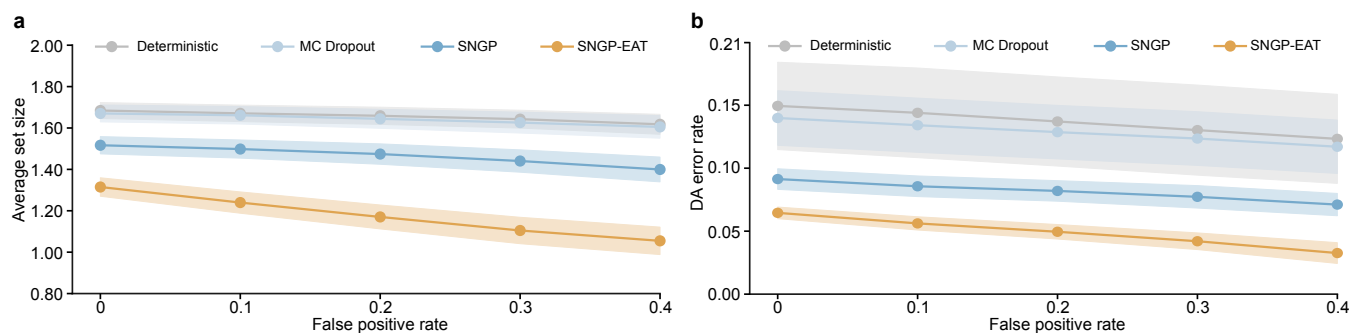 a
Deterministic MC Dropout SNGP SNGP-EAT
2.00
1.80
1.60
1.40
1.20
1.00
0.80
Average set size
0 0.1 0.2 0.3 0.4
False positive rate
b
Deterministic MC Dropout SNGP SNGP-EAT
0.21
0.15
0.10
0.05
0.00
DA error rate
0 0.1 0.2 0.3 0.4
False positive rate